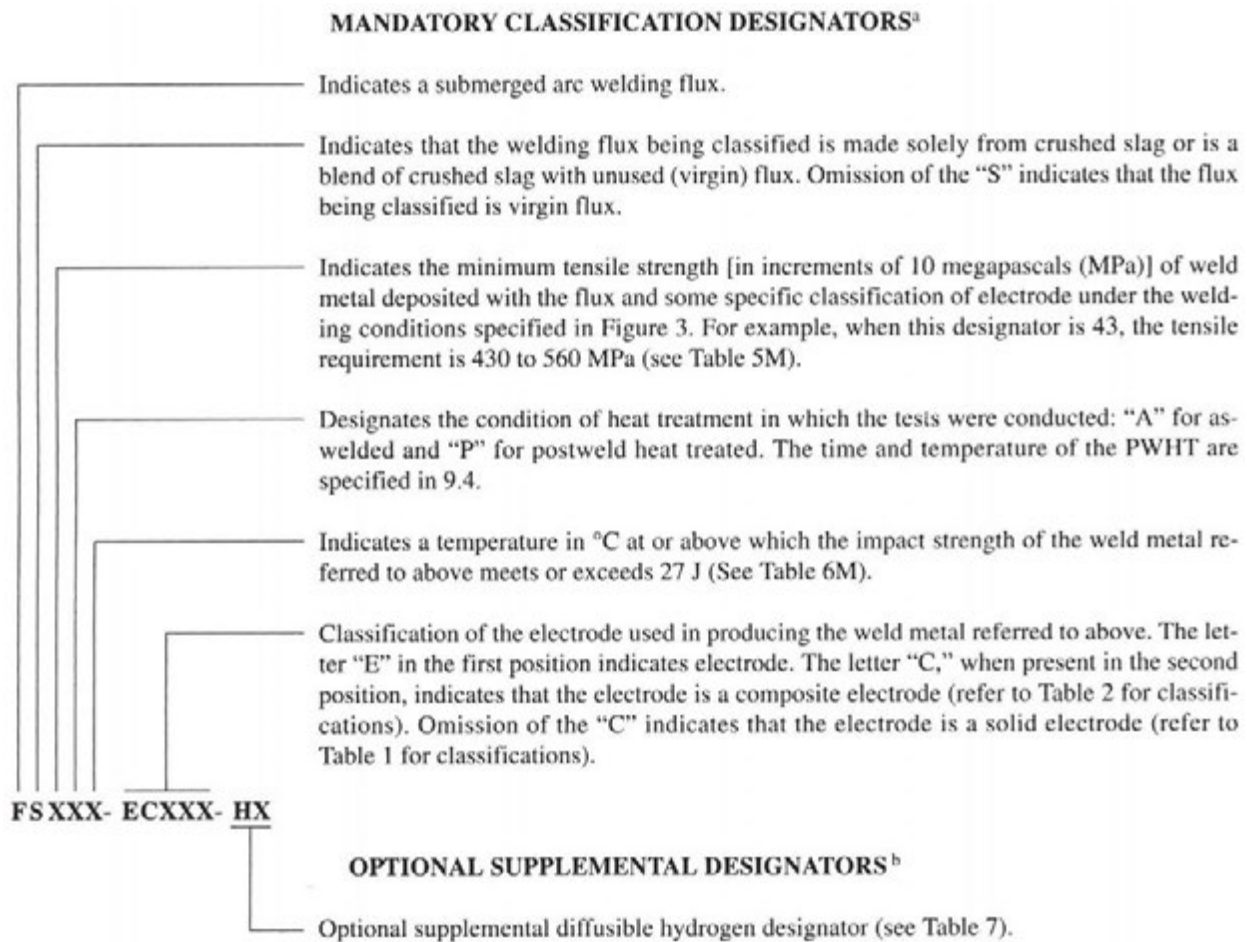 MANDATORY CLASSIFICATION DESIGNATORSᵃ
Indicates a submerged arc welding flux.
Indicates that the welding flux being classified is made solely from crushed slag or is a
blend of crushed slag with unused (virgin) flux. Omission of the “S” indicates that the flux
being classified is virgin flux.
Indicates the minimum tensile strength [in increments of 10 megapascals (MPa)] of weld
metal deposited with the flux and some specific classification of electrode under the weld-
ing conditions specified in Figure 3. For example, when this designator is 43, the tensile
requirement is 430 to 560 MPa (see Table 5M).
Designates the condition of heat treatment in which the tests were conducted: “A” for as-
welded and “P” for postweld heat treated. The time and temperature of the PWHT are
specified in 9.4.
Indicates a temperature in °C at or above which the impact strength of the weld metal re-
ferred to above meets or exceeds 27 J (See Table 6M).
Classification of the electrode used in producing the weld metal referred to above. The let-
ter “E” in the first position indicates electrode. The letter “C,” when present in the second
position, indicates that the electrode is a composite electrode (refer to Table 2 for classifi-
cations). Omission of the “C” indicates that the electrode is a solid electrode (refer to
Table 1 for classifications).
FSXXX- ECXXX- HX
OPTIONAL SUPPLEMENTAL DESIGNATORSᵇ
Optional supplemental diffusible hydrogen designator (see Table 7).